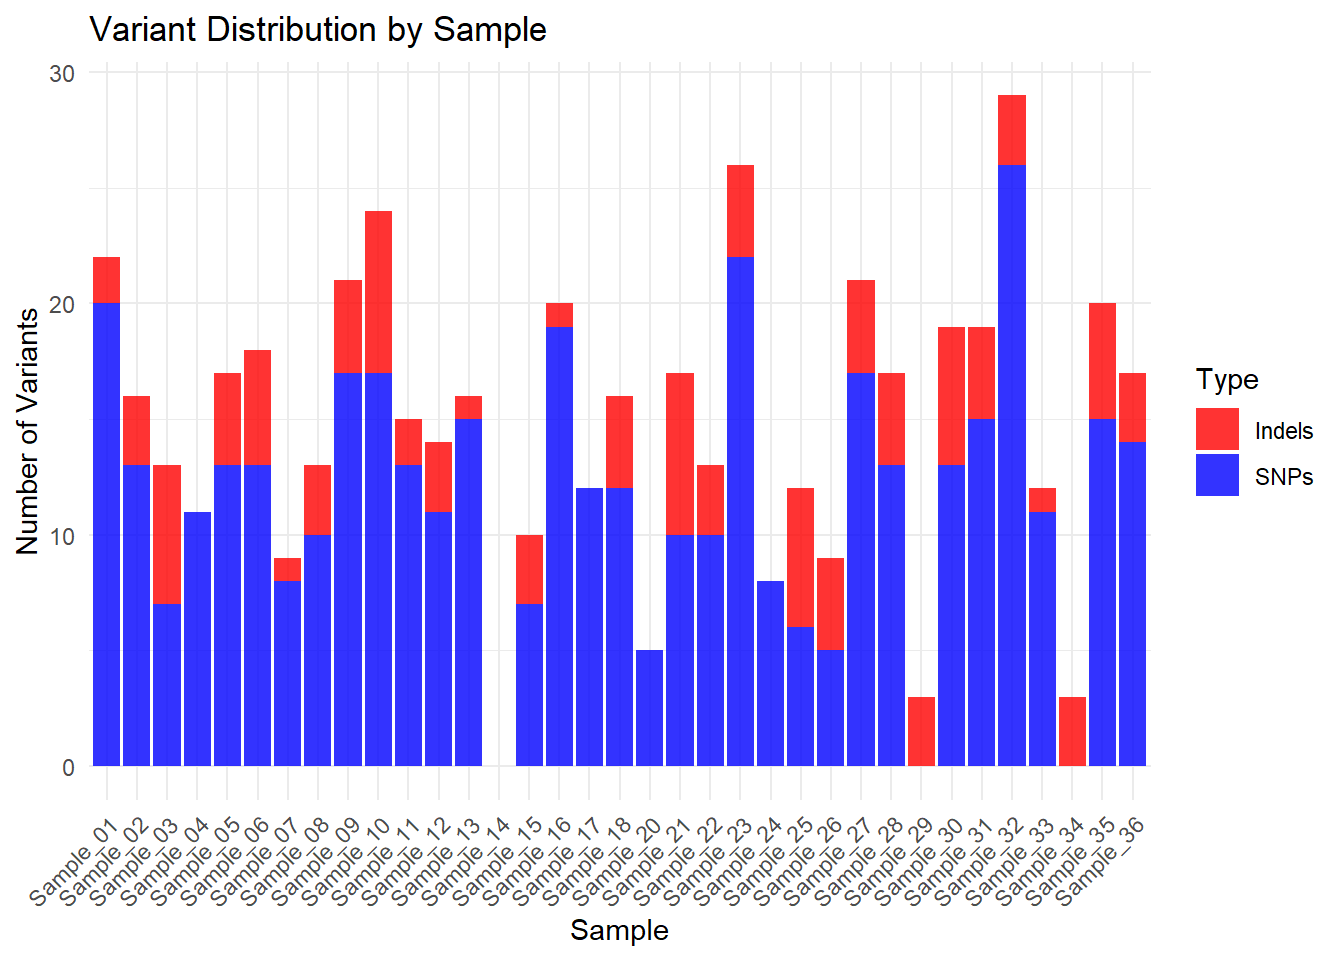 Variant Distribution by Sample
30
20
10
0
Number of Variants
Sample_01
Sample_02
Sample_03
Sample_04
Sample_05
Sample_06
Sample_07
Sample_08
Sample_09
Sample_10
Sample_11
Sample_12
Sample_13
Sample_14
Sample_15
Sample_16
Sample_17
Sample_18
Sample_20
Sample_21
Sample_22
Sample_23
Sample_24
Sample_25
Sample_26
Sample_27
Sample_28
Sample_29
Sample_30
Sample_31
Sample_32
Sample_33
Sample_34
Sample_35
Sample_36
Sample
Type
Indels
SNPs